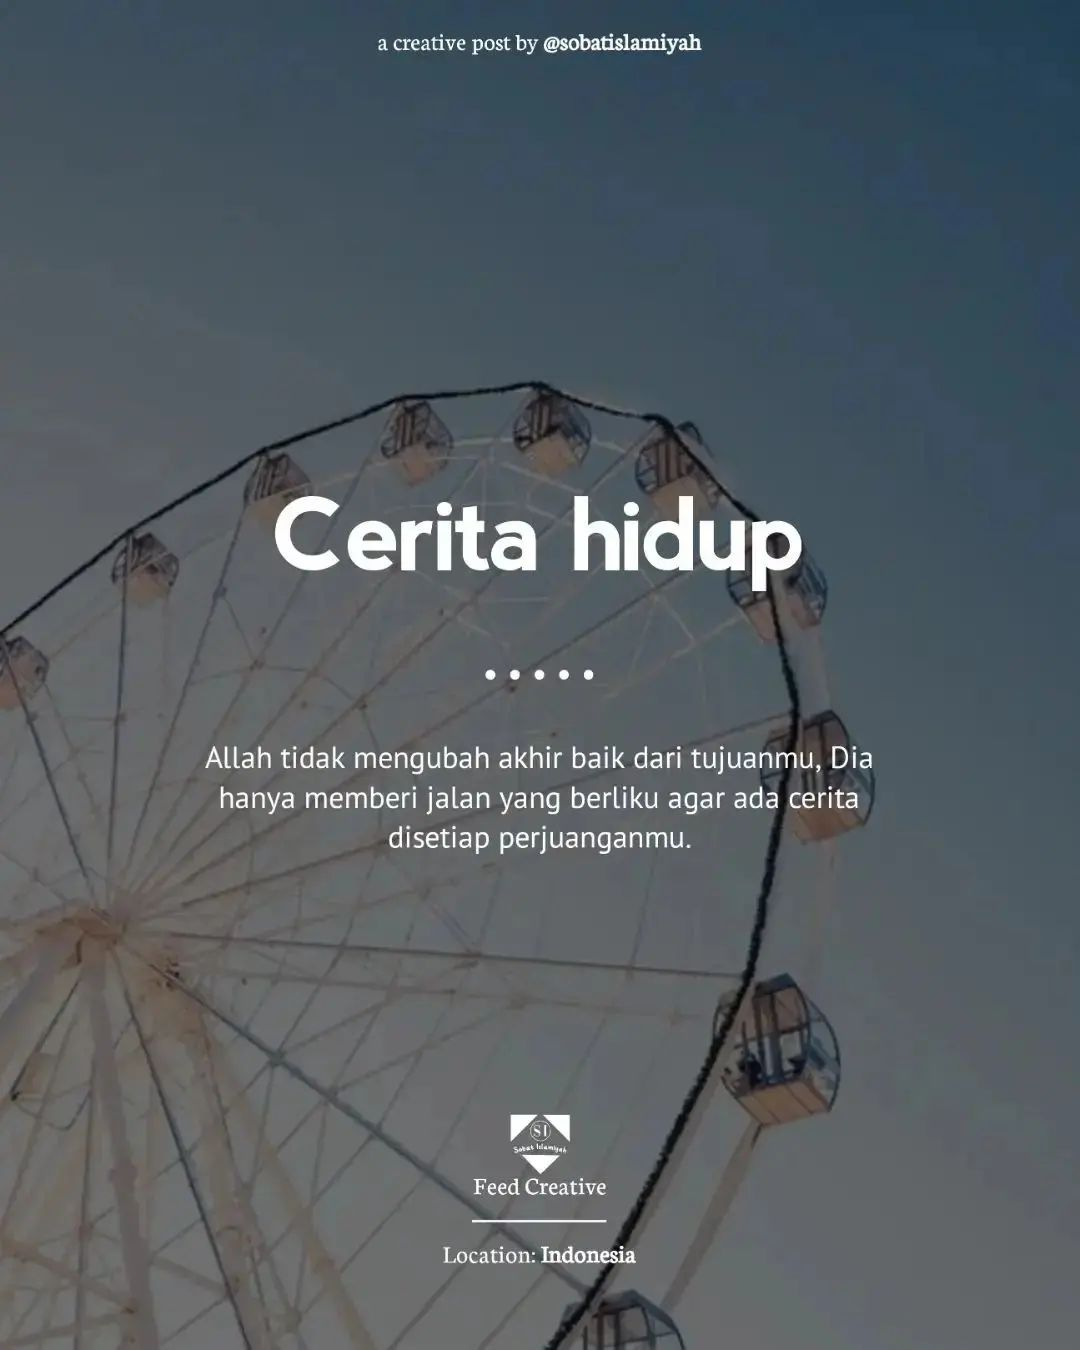 a creative post by @sobatislamiyah
Cerita hidup
Allah tidak mengubah akhir baik dari tujuanmu, Dia
hanya memberi jalan yang berliku agar ada cerita
disetiap perjuanganmu.
SI
Sobat Islamiyah
Feed Creative
Location: Indonesia